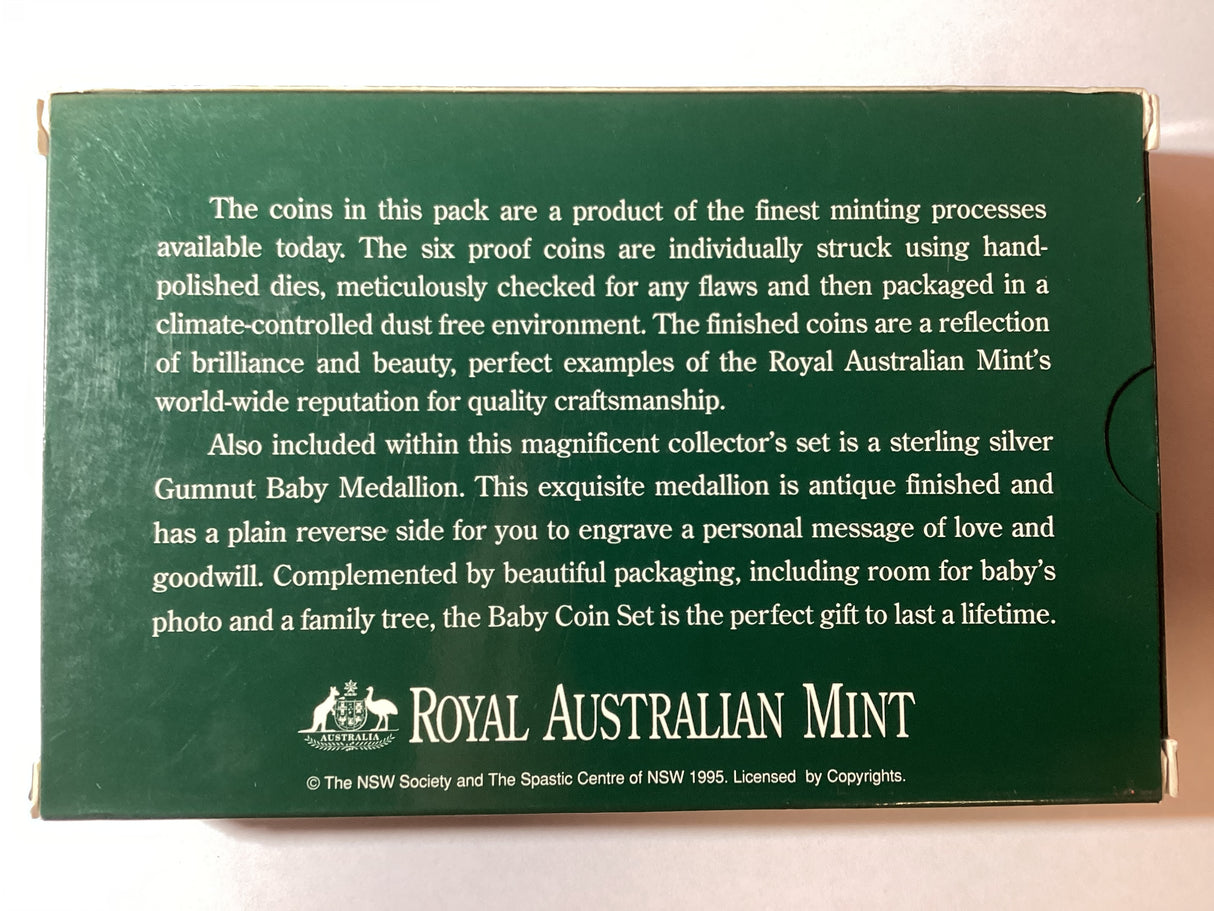 The coins in this pack are a product of the finest minting processes
available today. The six proof coins are individually struck using hand-
polished dies, meticulously checked for any flaws and then packaged in a
climate-controlled dust free environment. The finished coins are a reflection
of brilliance and beauty, perfect examples of the Royal Australian Mint's
world-wide reputation for quality craftsmanship.
Also included within this magnificent collector's set is a sterling silver
Gumnut Baby Medallion. This exquisite medallion is antique finished and
has a plain reverse side for you to engrave a personal message of love and
goodwill. Complemented by beautiful packaging, including room for baby's
photo and a family tree, the Baby Coin Set is the perfect gift to last a lifetime.
AUSTRALIA
ROYAL AUSTRALIAN MINT
© The NSW Society and The Spastic Centre of NSW 1995. Licensed by Copyrights.